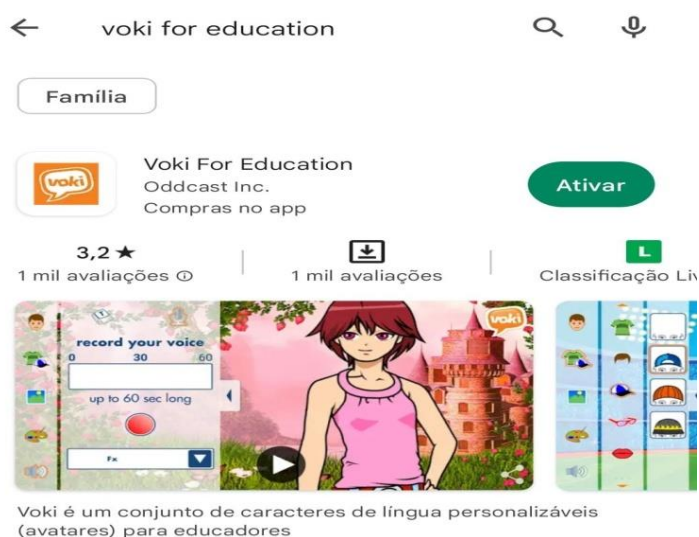 voki for education
Família
voki
Voki For Education
Oddcast Inc.
Compras no app
Ativar
3,2 ★
1 mil avaliações
1 mil avaliações
L
Classificação Liv
record your voice
0 30 60
up to 60 sec long
Fx
voki
Voki é um conjunto de caracteres de língua personalizáveis
(avatares) para educadores